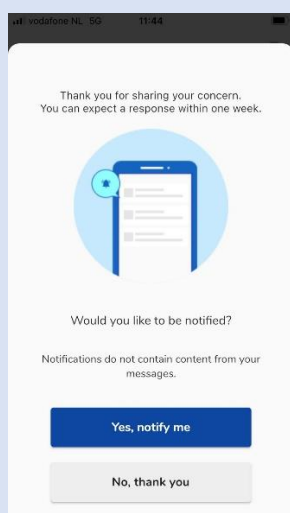 vodafone NL 5G 11:44
Thank you for sharing your concern.
You can expect a response within one week.
Would you like to be notified?
Notifications do not contain content from your
messages.
Yes, notify me
No, thank you